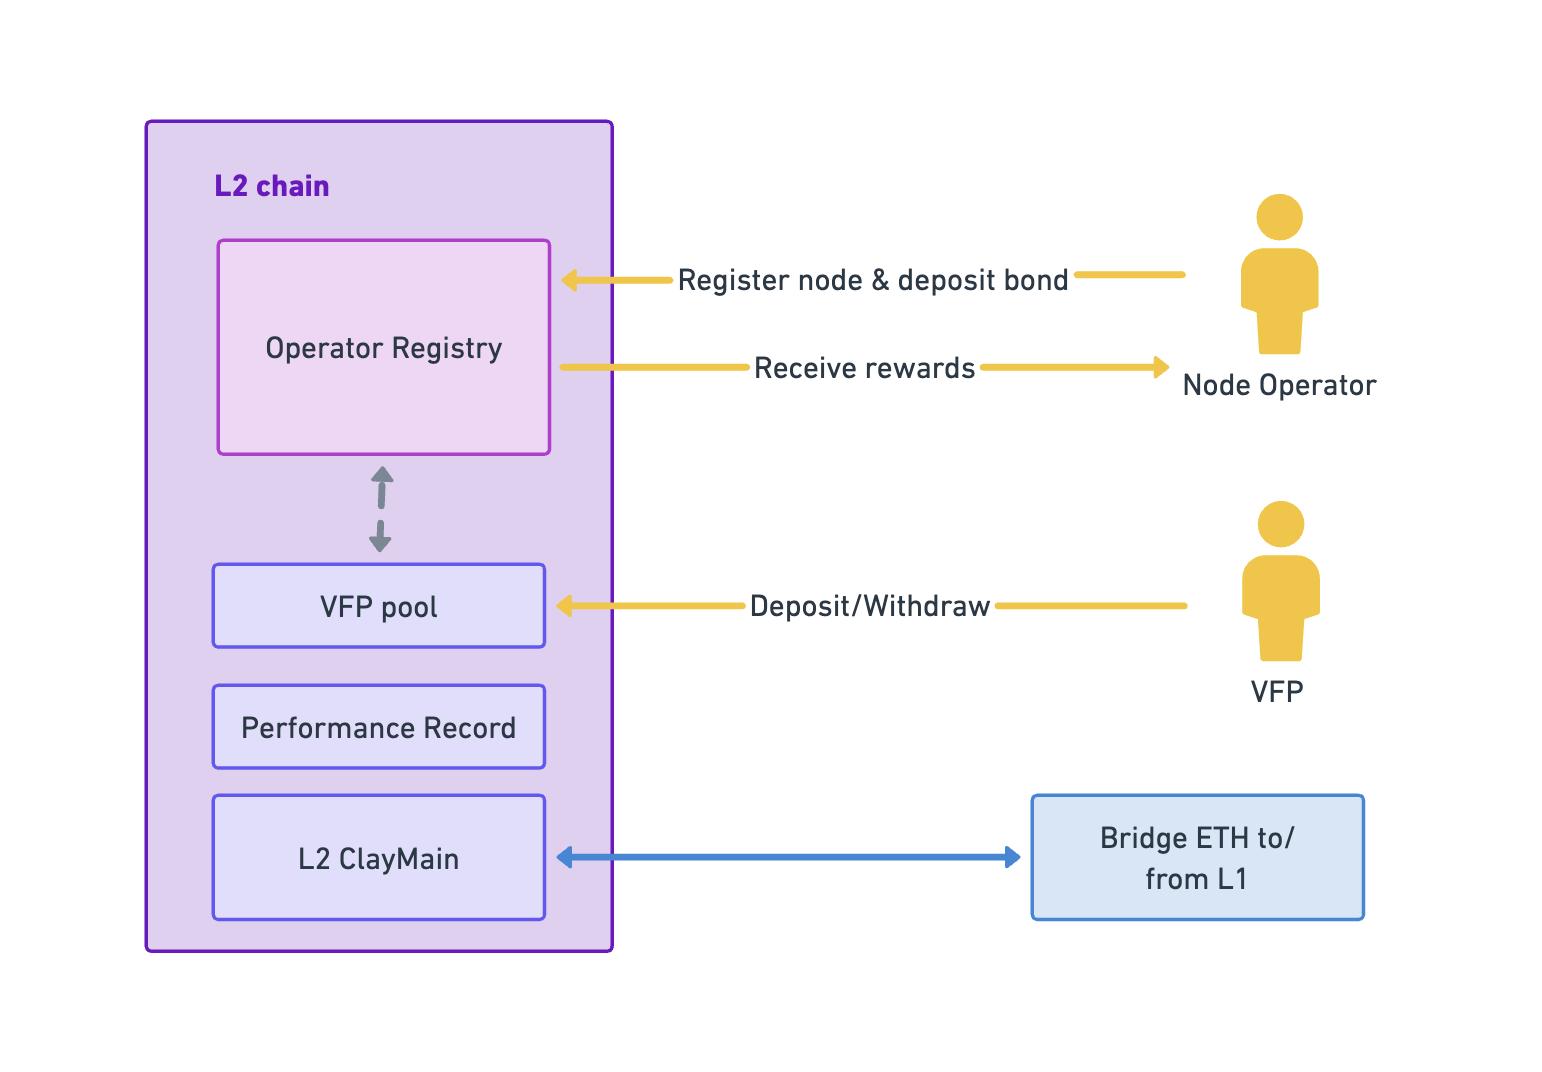 L2 chain
Operator Registry
Register node & deposit bond
Receive rewards
Node Operator
VFP pool
Deposit/Withdraw
VFP
Performance Record
L2 ClayMain
Bridge ETH to/
from L1